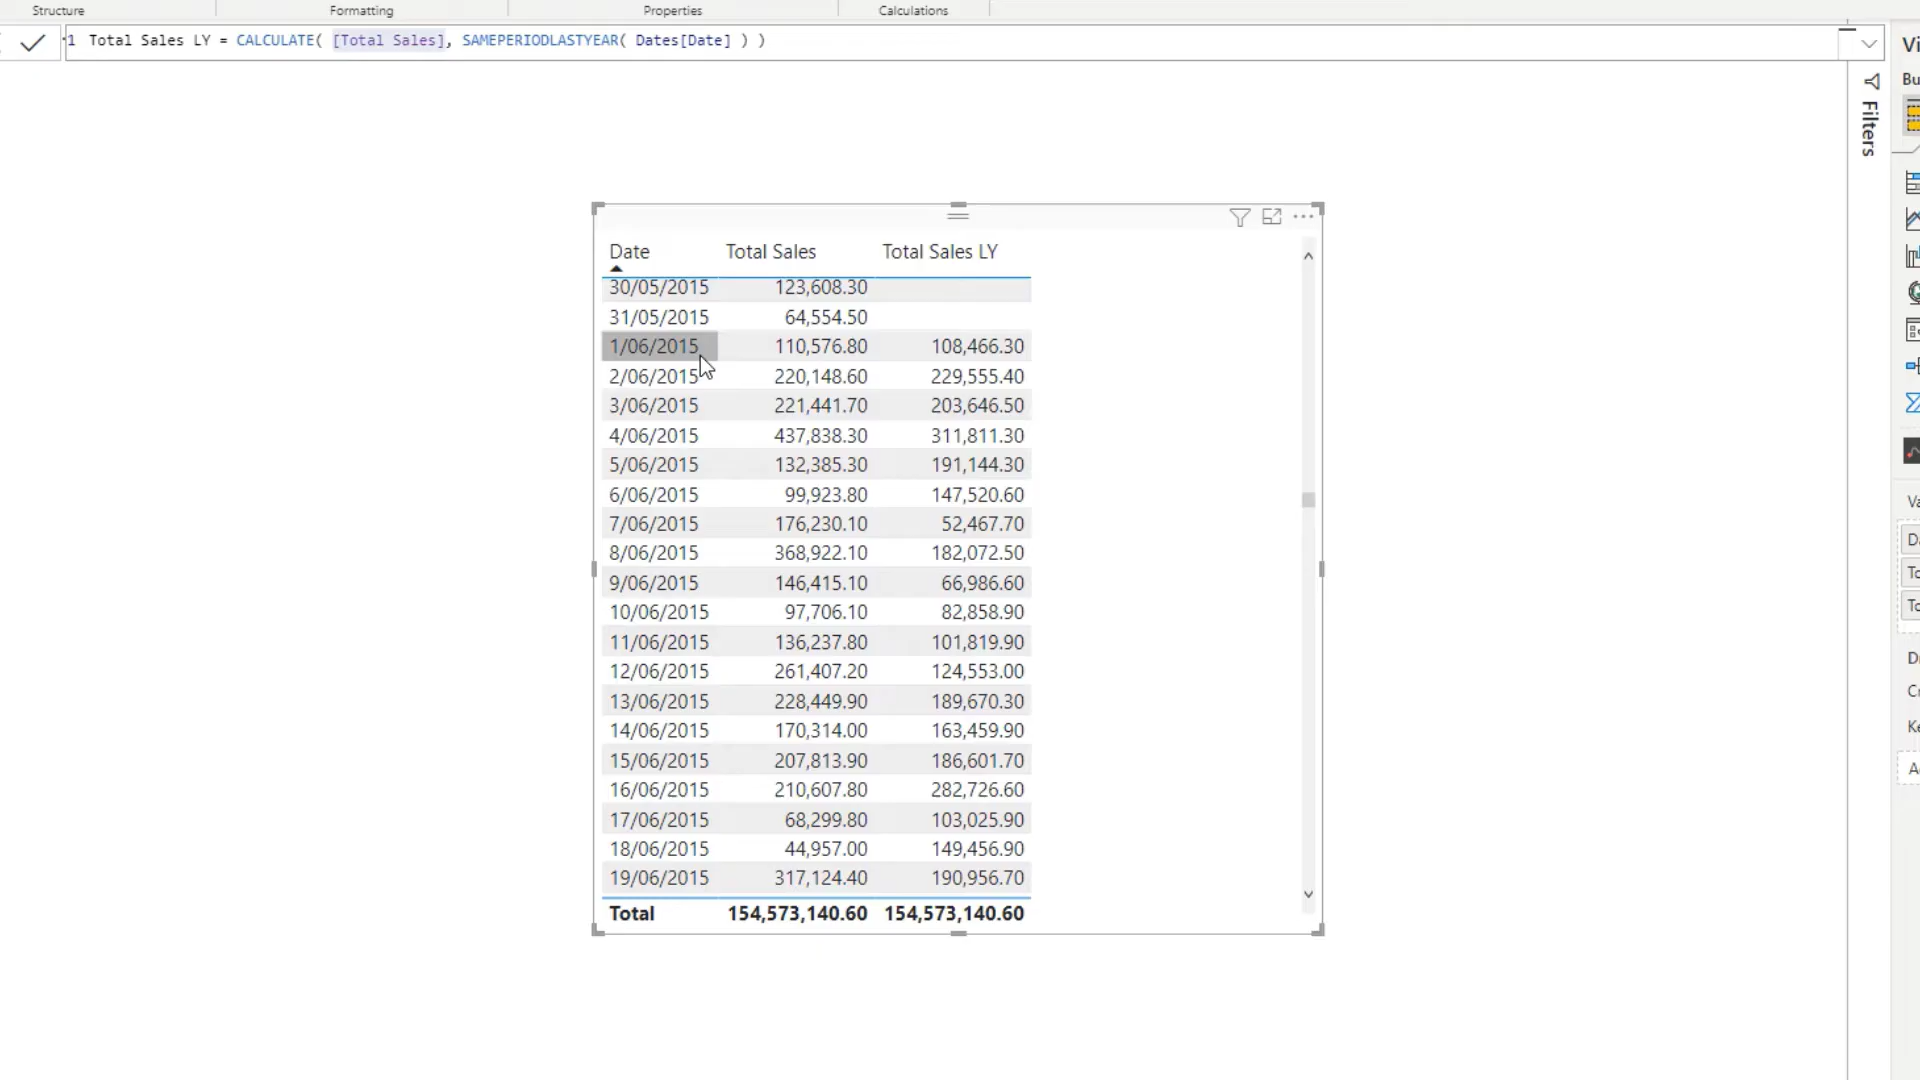 Structure Formatting Properties Calculations
1 Total Sales LY = CALCULATE( [Total Sales], SAMEPERIODLASTYEAR( Dates[Date] ) )
Filters
Date Total Sales Total Sales LY
30/05/2015 123,608.30
31/05/2015 64,554.50
1/06/2015 110,576.80 108,466.30
2/06/2015 220,148.60 229,555.40
3/06/2015 221,441.70 203,646.50
4/06/2015 437,838.30 311,811.30
5/06/2015 132,385.30 191,144.30
6/06/2015 99,923.80 147,520.60
7/06/2015 176,230.10 52,467.70
8/06/2015 368,922.10 182,072.50
9/06/2015 146,415.10 66,986.60
10/06/2015 97,706.10 82,858.90
11/06/2015 136,237.80 101,819.90
12/06/2015 261,407.20 124,553.00
13/06/2015 228,449.90 189,670.30
14/06/2015 170,314.00 163,459.90
15/06/2015 207,813.90 186,601.70
16/06/2015 210,607.80 282,726.60
17/06/2015 68,299.80 103,025.90
18/06/2015 44,957.00 149,456.90
19/06/2015 317,124.40 190,956.70
Total 154,573,140.60 154,573,140.60